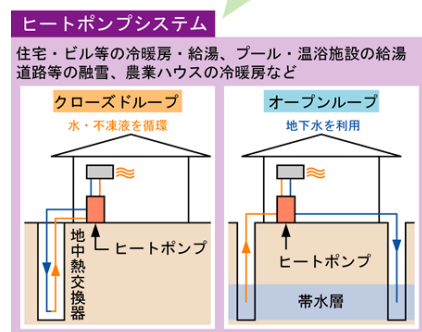 ヒートポンプシステム
住宅・ビル等の冷暖房・給湯、プール・温浴施設の給湯
道路等の融雪、農業ハウスの冷暖房など
クローズドループ
水・不凍液を循環
地中熱交換器
ヒートポンプ
オープンループ
地下水を利用
ヒートポンプ
帯水層